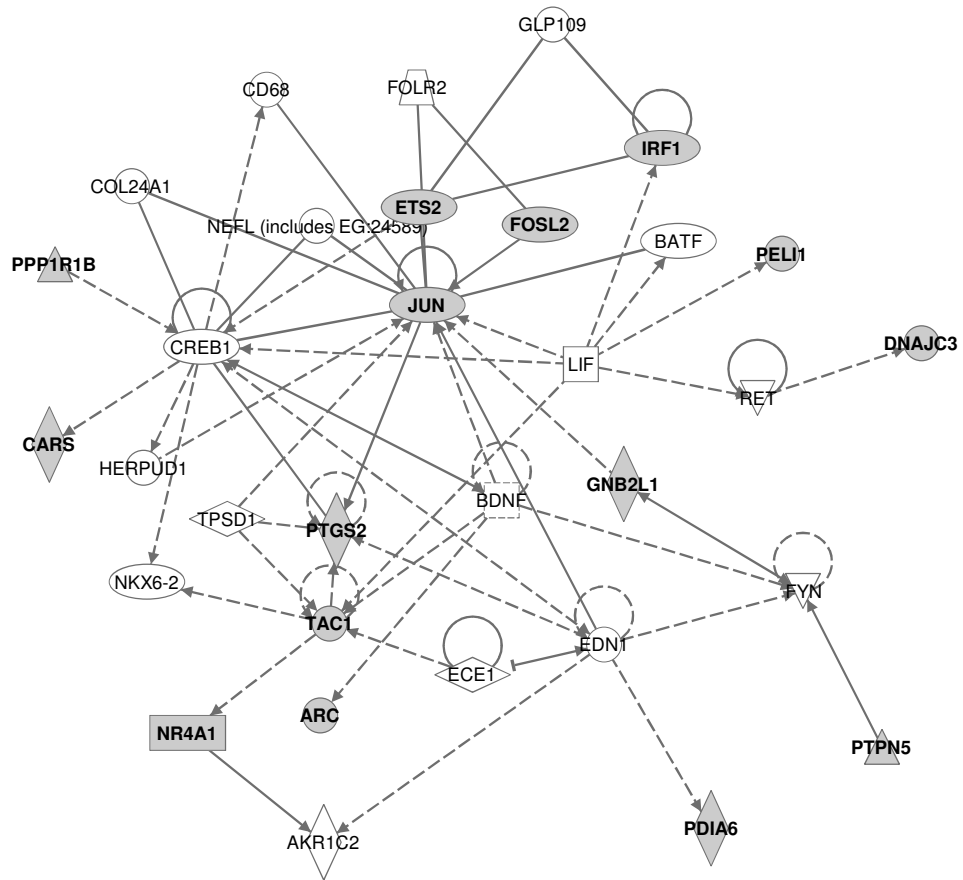 GLP109
CD68
FOLR2
IRF1
COL24A1
ETS2
NEFL (includes EG:24589)
FOSL2
BATF
PELI1
PPP1R1B
JUN
CREB1
LIF
DNAJC3
RET
CARS
HERPUD1
BDNF
GNB2L1
TPSD1
PTGS2
NKX6-2
FYN
TAC1
EDN1
ECE1
ARC
NR4A1
PTPN5
PDIA6
AKR1C2